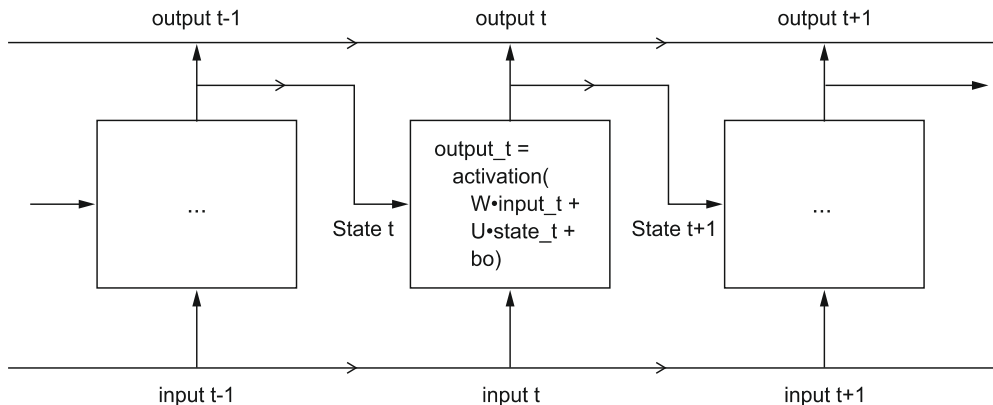 output t-1
output t
output t+1
output_t =
activation(
W•input_t +
U•state_t +
bo)
...
...
State t
State t+1
input t-1
input t
input t+1